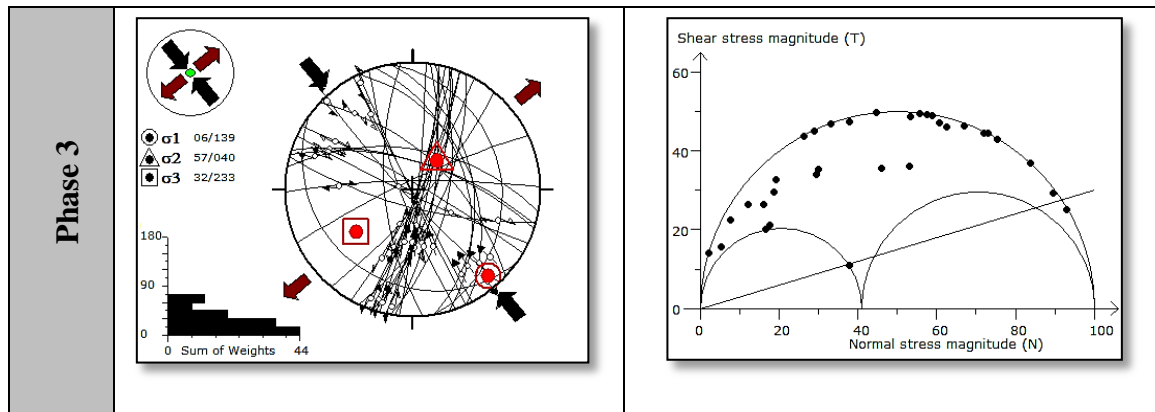 Phase 3
σ1 06/139
σ2 57/040
σ3 32/233
180
90
0
0 Sum of Weights 44
Shear stress magnitude (T)
60
40
20
0
0 20 40 60 80 100
Normal stress magnitude (N)